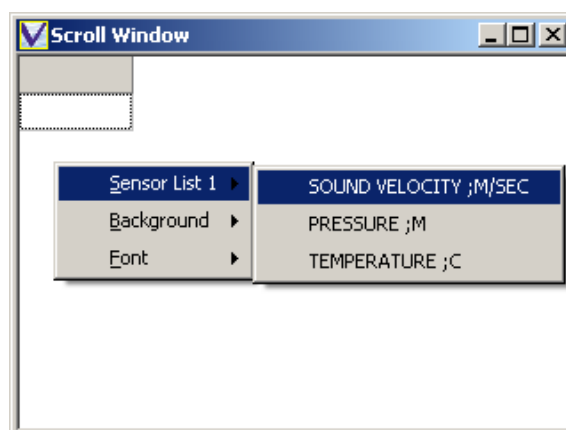 Scroll Window
Sensor List 1
Background
Font
SOUND VELOCITY ;M/SEC
PRESSURE ;M
TEMPERATURE ;C